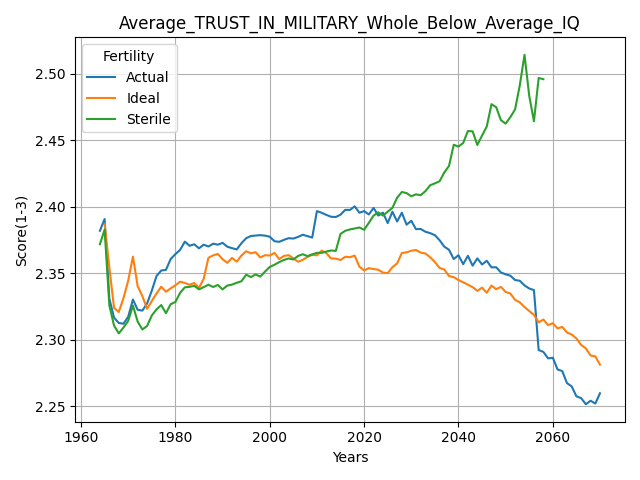 Average_TRUST_IN_MILITARY_Whole_Below_Average_IQ
Fertility
Actual
Ideal
Sterile
Score(1-3)
2.50
2.45
2.40
2.35
2.30
2.25
1960
1980
2000
2020
2040
2060
Years